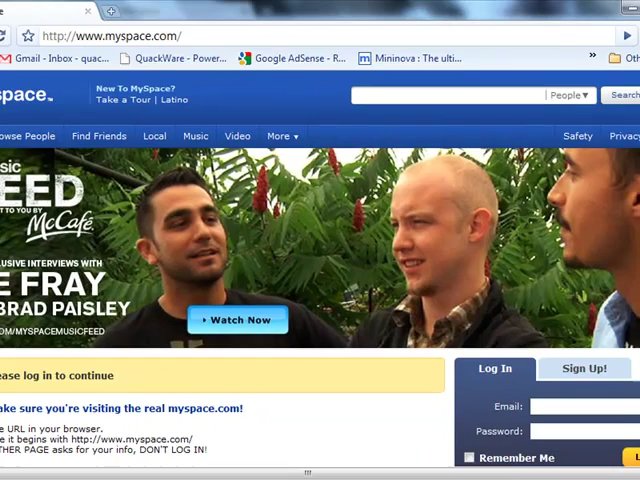 http://www.myspace.com/
Gmail - Inbox - quac...
QuackWare - Power...
Google AdSense - R...
Mininova : The ulti...
»
Oth
space™
New To MySpace?
Take a Tour | Latino
People
Search
owse People
Find Friends
Local
Music
Video
More
Safety
Privacy
sic
EED
T TO YOU BY
McCafé
LUSIVE INTERVIEWS WITH
E FRAY
BRAD PAISLEY
COM/MYSPACEMUSICFEED
Watch Now
ease log in to continue
ake sure you're visiting the real myspace.com!
e URL in your browser.
e it begins with http://www.myspace.com/
THER PAGE asks for your info, DON'T LOG IN!
Log In
Sign Up!
Email:
Password:
Remember Me
L